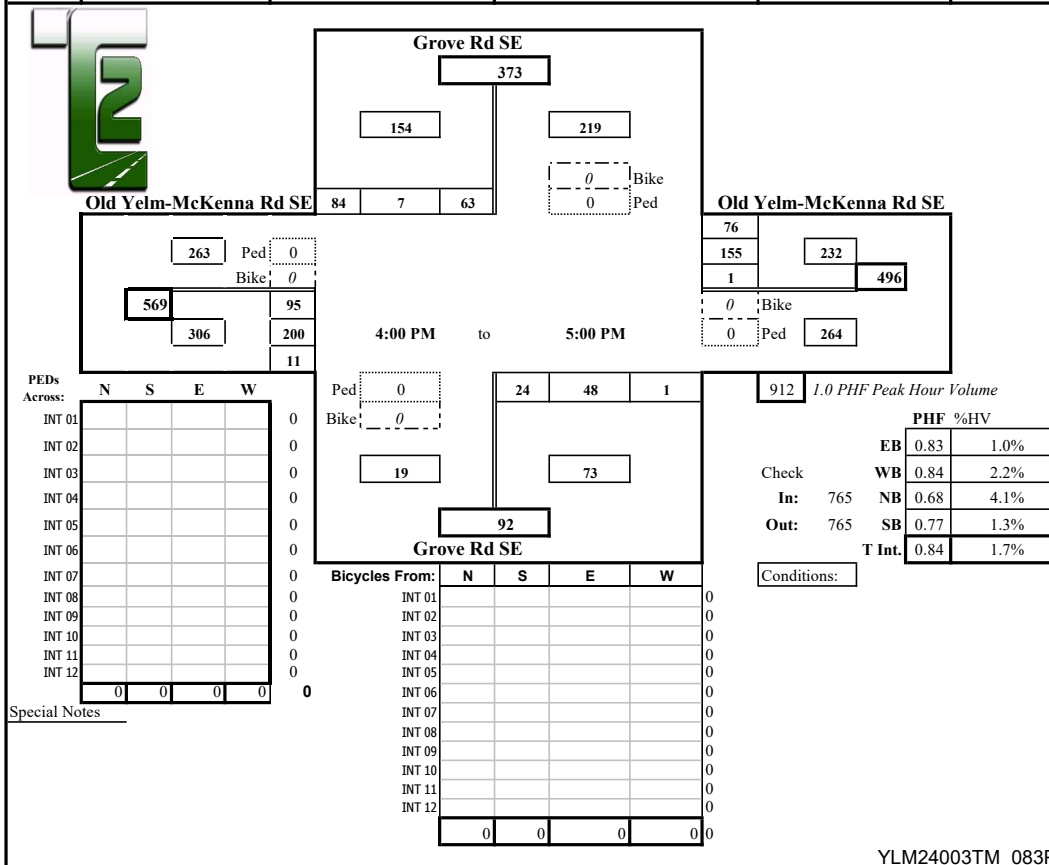 T2
Grove Rd SE
373
154 219
0 Bike
0 Ped
Old Yelm-McKenna Rd SE 84 7 63 Old Yelm-McKenna Rd SE
76
263 Ped 0 155 232
Bike 0 1 496
569 95 0 Bike
306 200 4:00 PM to 5:00 PM 0 Ped 264
11
PEDs Across: N S E W Ped 0 24 48 1 912 1.0 PHF Peak Hour Volume
INT 01 0 Bike 0 PHF %HV
INT 02 0 EB 0.83 1.0%
INT 03 0 19 73 Check WB 0.84 2.2%
INT 04 0 In: 765 NB 0.68 4.1%
INT 05 0 92 Out: 765 SB 0.77 1.3%
INT 06 0 Grove Rd SE T Int. 0.84 1.7%
INT 07 0 Bicycles From: N S E W Conditions:
INT 08 0 INT 01 0
INT 09 0 INT 02 0
INT 10 0 INT 03 0
INT 11 0 INT 04 0
INT 12 0 INT 05 0
0 0 0 0 0 INT 06 0
Special Notes INT 07 0
INT 08 0
INT 09 0
INT 10 0
INT 11 0
INT 12 0
0 0 0 0 0
YLM24003TM_083P